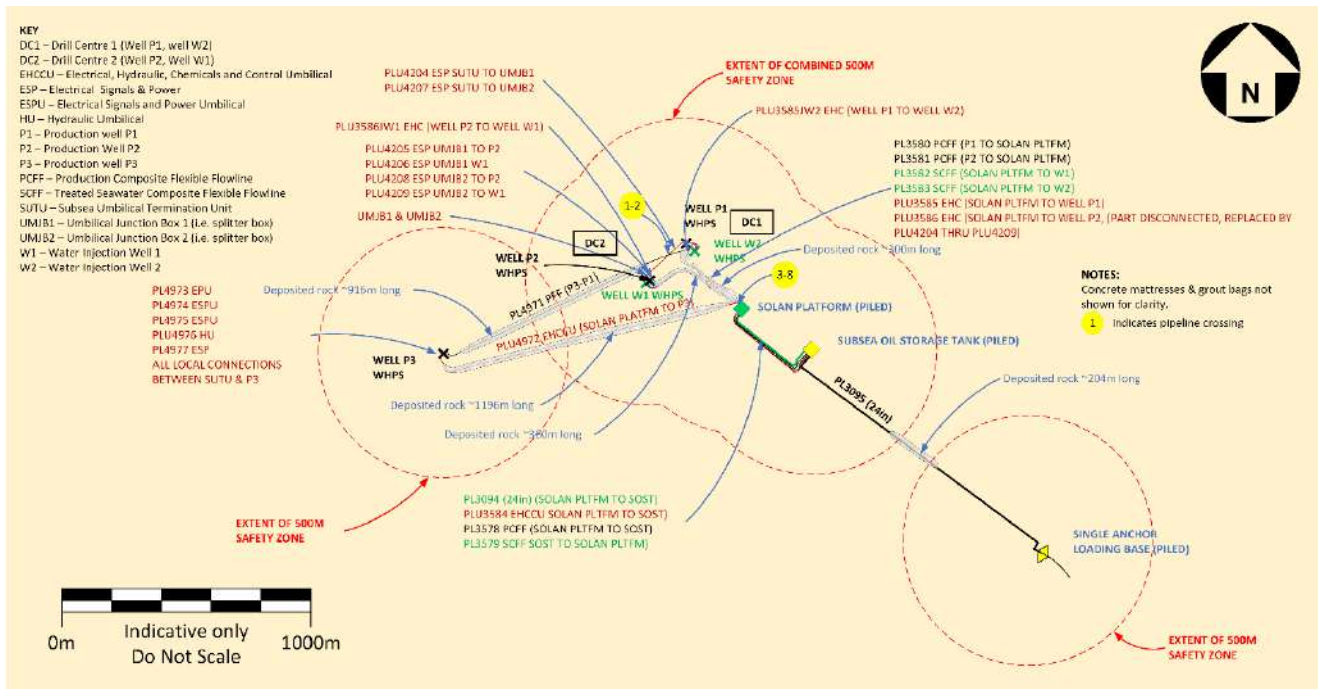 KEY
DC1 – Drill Centre 1 (Well P1, well W2)
DC2 – Drill Centre 2 (Well P2, Well W1)
EHCCU – Electrical, Hydraulic, Chemicals and Control Umbilical
ESP – Electrical Signals & Power
ESPU – Electrical Signals and Power Umbilical
HU – Hydraulic Umbilical
P1 – Production well P1
P2 – Production Well P2
P3 – Production well P3
PCFF – Production Composite Flexible Flowline
SCFF – Treated Seawater Composite Flexible Flowline
SUTU – Subsea Umbilical Termination Unit
UMJB1 – Umbilical Junction Box 1 (i.e. splitter box)
UMJB2 – Umbilical Junction Box 2 (i.e. splitter box)
W1 – Water Injection Well 1
W2 – Water Injection Well 2
PLU4204 ESP SUTU TO UMJB1
PLU4207 ESP SUTU TO UMJB2
EXTENT OF COMBINED 500M
SAFETY ZONE
PLU3585JW2 EHC (WELL P1 TO WELL W2)
PLU3586JW1 EHC (WELL P2 TO WELL W1)
PLU4205 ESP UMJB1 TO P2
PLU4206 ESP UMJB1 W1
PLU4208 ESP UMJB2 TO P2
PLU4209 ESP UMJB2 TO W1
UMJB1 & UMJB2
PL3580 PCFF (P1 TO SOLAN PLTFM)
PL3581 PCFF (P2 TO SOLAN PLTFM)
PL3582 SCFF (SOLAN PLTFM TO W1)
PL3583 SCFF (SOLAN PLTFM TO W2)
PLU3585 EHC (SOLAN PLTFM TO WELL P1)
PLU3586 EHC (SOLAN PLTFM TO WELL P2, (PART DISCONNECTED, REPLACED BY
PLU4204 THRU PLU4209)
N
1-2
WELL P1
WHPS
DC1
DC2
WELL W2
WHPS
WELL P2
WHPS
WELL W1 WHPS
Deposited rock ~300m long
3-8
NOTES:
Concrete mattresses & grout bags not
shown for clarity.
1 Indicates pipeline crossing
PL4973 EPU
PL4974 ESPU
PL4975 ESPU
PLU4976 HU
PL4977 ESP
ALL LOCAL CONNECTIONS
BETWEEN SUTU & P3
Deposited rock ~916m long
PL4971 PFF (P3-P1)
PLU4972 EHCCU (SOLAN PLATFM TO P3)
SOLAN PLATFORM (PILED)
SUBSEA OIL STORAGE TANK (PILED)
WELL P3
WHPS
Deposited rock ~1196m long
Deposited rock ~360m long
PL3095 (24in)
Deposited rock ~204m long
PL3094 (24in) (SOLAN PLTFM TO SOST)
PLU3584 EHCCU SOLAN PLTFM TO SOST)
PL3578 PCFF (SOLAN PLTFM TO SOST)
PL3579 SCFF SOST TO SOLAN PLTFM)
EXTENT OF 500M
SAFETY ZONE
SINGLE ANCHOR
LOADING BASE (PILED)
EXTENT OF 500M
SAFETY ZONE
0m
Indicative only
Do Not Scale
1000m